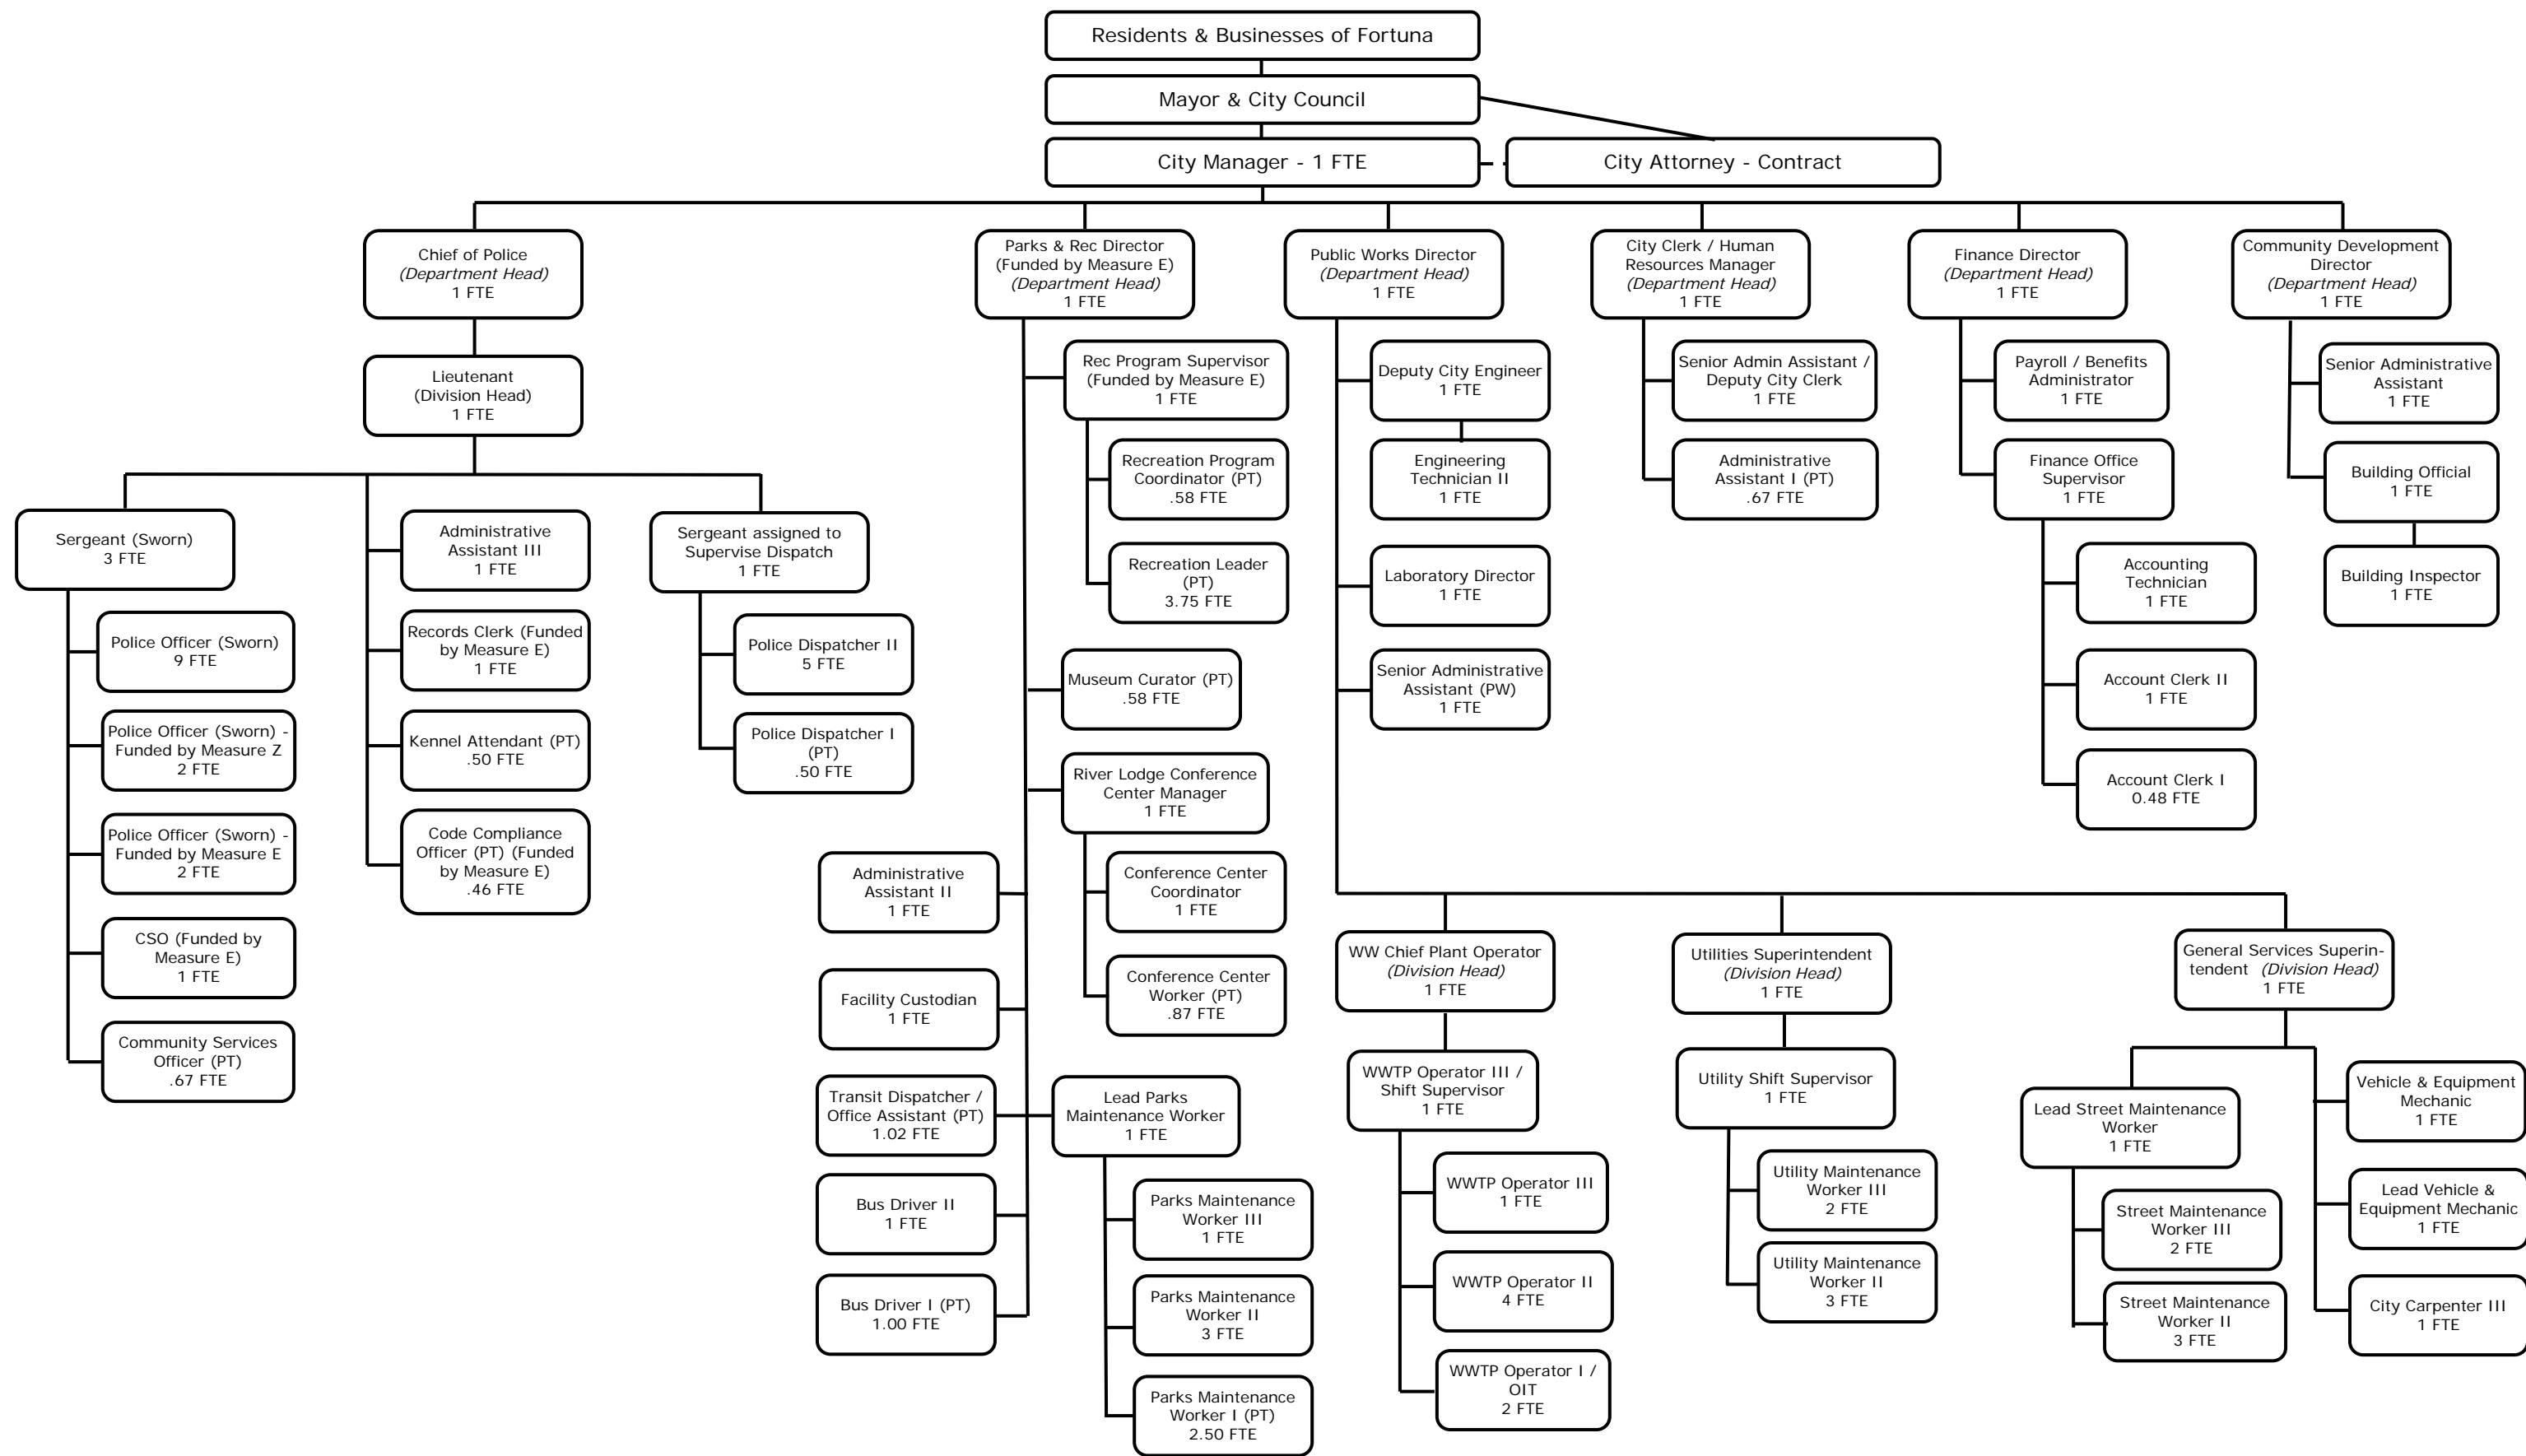 Residents & Businesses of Fortuna
Mayor & City Council
City Manager - 1 FTE
City Attorney - Contract
Chief of Police
(Department Head)
1 FTE
Lieutenant
(Division Head)
1 FTE
Sergeant (Sworn)
3 FTE
Police Officer (Sworn)
9 FTE
Police Officer (Sworn) -
Funded by Measure Z
2 FTE
Police Officer (Sworn) -
Funded by Measure E
2 FTE
CSO (Funded by
Measure E)
1 FTE
Community Services
Officer (PT)
.67 FTE
Administrative
Assistant III
1 FTE
Records Clerk (Funded
by Measure E)
1 FTE
Kennel Attendant (PT)
.50 FTE
Code Compliance
Officer (PT) (Funded
by Measure E)
.46 FTE
Sergeant assigned to
Supervise Dispatch
1 FTE
Police Dispatcher II
5 FTE
Police Dispatcher I
(PT)
.50 FTE
Parks & Rec Director
(Funded by Measure E)
(Department Head)
1 FTE
Rec Program Supervisor
(Funded by Measure E)
1 FTE
Recreation Program
Coordinator (PT)
.58 FTE
Recreation Leader
(PT)
3.75 FTE
Museum Curator (PT)
.58 FTE
River Lodge Conference
Center Manager
1 FTE
Conference Center
Coordinator
1 FTE
Conference Center
Worker (PT)
.87 FTE
Administrative
Assistant II
1 FTE
Facility Custodian
1 FTE
Transit Dispatcher /
Office Assistant (PT)
1.02 FTE
Bus Driver II
1 FTE
Bus Driver I (PT)
1.00 FTE
Lead Parks
Maintenance Worker
1 FTE
Parks Maintenance
Worker III
1 FTE
Parks Maintenance
Worker II
3 FTE
Parks Maintenance
Worker I (PT)
2.50 FTE
Public Works Director
(Department Head)
1 FTE
Deputy City Engineer
1 FTE
Engineering
Technician II
1 FTE
Laboratory Director
1 FTE
Senior Administrative
Assistant (PW)
1 FTE
WW Chief Plant Operator
(Division Head)
1 FTE
WWTP Operator III /
Shift Supervisor
1 FTE
WWTP Operator III
1 FTE
WWTP Operator II
4 FTE
WWTP Operator I /
OIT
2 FTE
Utilities Superintendent
(Division Head)
1 FTE
Utility Shift Supervisor
1 FTE
Utility Maintenance
Worker III
2 FTE
Utility Maintenance
Worker II
3 FTE
General Services Superin-
tendent (Division Head)
1 FTE
Lead Street Maintenance
Worker
1 FTE
Street Maintenance
Worker III
2 FTE
Street Maintenance
Worker II
3 FTE
Vehicle & Equipment
Mechanic
1 FTE
Lead Vehicle &
Equipment Mechanic
1 FTE
City Carpenter III
1 FTE
City Clerk / Human
Resources Manager
(Department Head)
1 FTE
Senior Admin Assistant /
Deputy City Clerk
1 FTE
Administrative
Assistant I (PT)
.67 FTE
Finance Director
(Department Head)
1 FTE
Payroll / Benefits
Administrator
1 FTE
Finance Office
Supervisor
1 FTE
Accounting
Technician
1 FTE
Account Clerk II
1 FTE
Account Clerk I
0.48 FTE
Community Development
Director
(Department Head)
1 FTE
Senior Administrative
Assistant
1 FTE
Building Official
1 FTE
Building Inspector
1 FTE